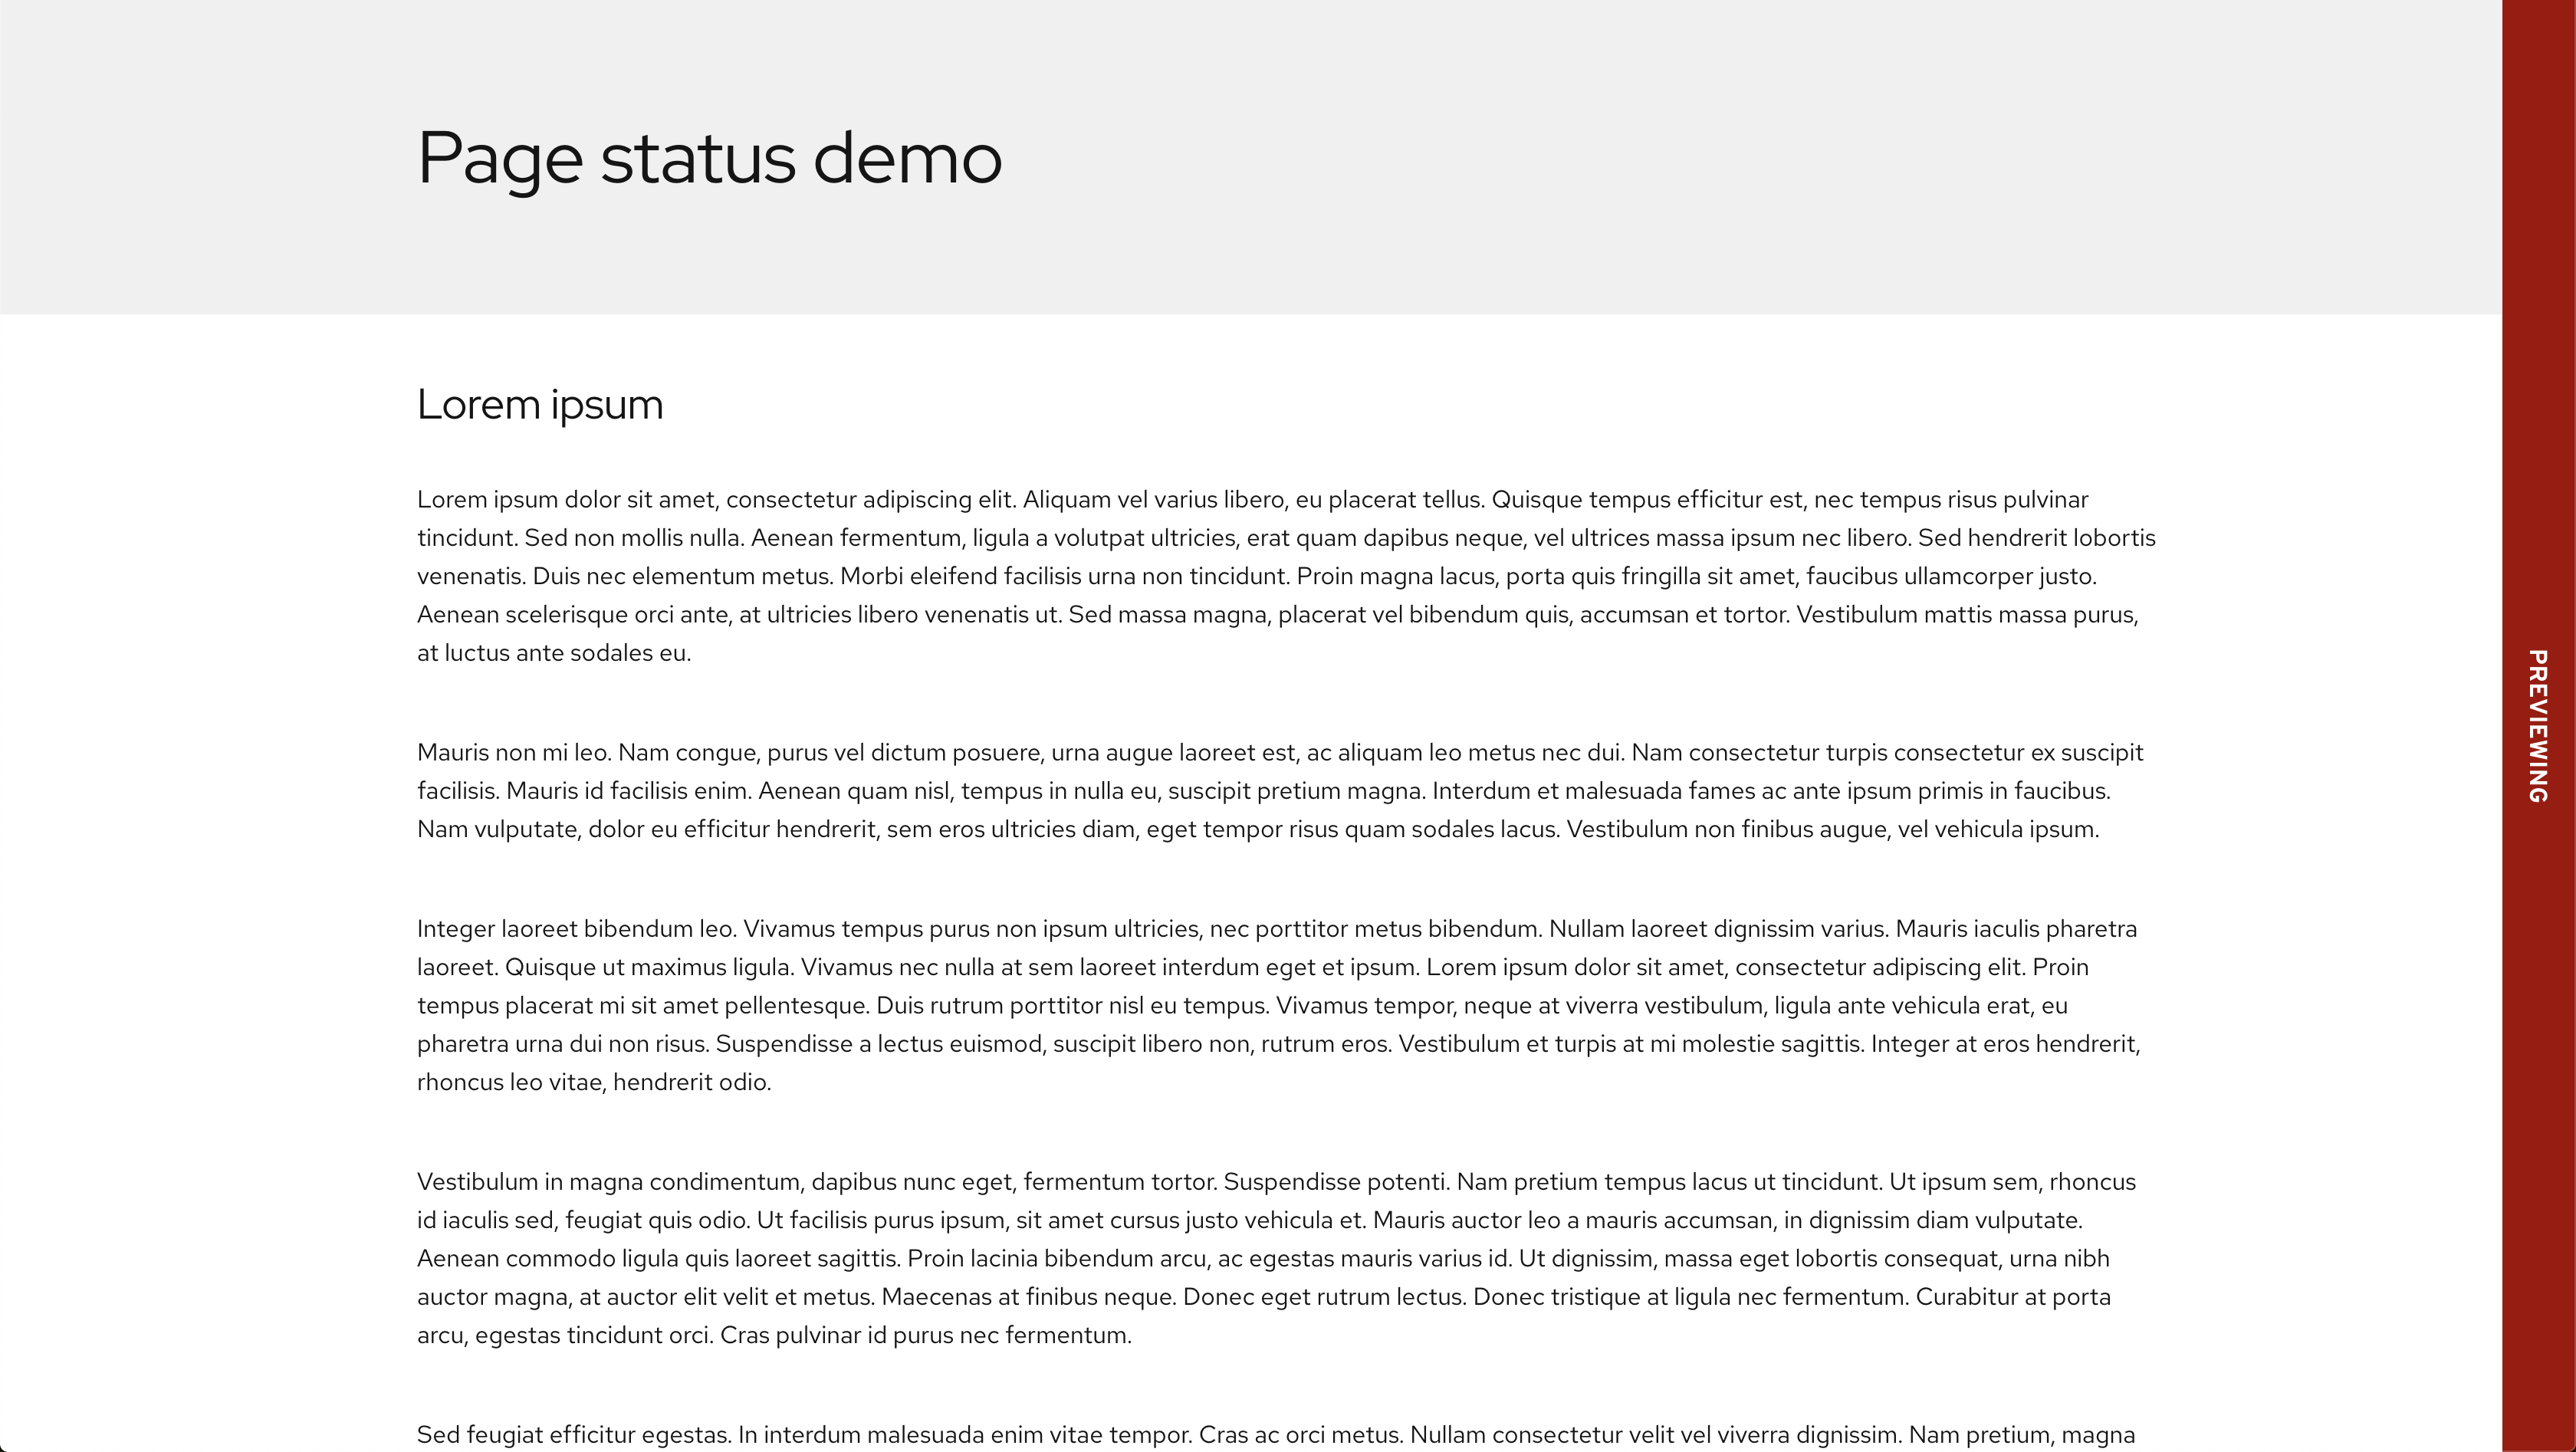 Page status demo
Lorem ipsum
Lorem ipsum dolor sit amet, consectetur adipiscing elit. Aliquam vel varius libero, eu placerat tellus. Quisque tempus efficitur est, nec tempus risus pulvinar
tincidunt. Sed non mollis nulla. Aenean fermentum, ligula a volutpat ultricies, erat quam dapibus neque, vel ultrices massa ipsum nec libero. Sed hendrerit lobortis
venenatis. Duis nec elementum metus. Morbi eleifend facilisis urna non tincidunt. Proin magna lacus, porta quis fringilla sit amet, faucibus ullamcorper justo.
Aenean scelerisque orci ante, at ultricies libero venenatis ut. Sed massa magna, placerat vel bibendum quis, accumsan et tortor. Vestibulum mattis massa purus,
at luctus ante sodales eu.
Mauris non mi leo. Nam congue, purus vel dictum posuere, urna augue laoreet est, ac aliquam leo metus nec dui. Nam consectetur turpis consectetur ex suscipit
facilisis. Mauris id facilisis enim. Aenean quam nisl, tempus in nulla eu, suscipit pretium magna. Interdum et malesuada fames ac ante ipsum primis in faucibus.
Nam vulputate, dolor eu efficitur hendrerit, sem eros ultricies diam, eget tempor risus quam sodales lacus. Vestibulum non finibus augue, vel vehicula ipsum.
Integer laoreet bibendum leo. Vivamus tempus purus non ipsum ultricies, nec porttitor metus bibendum. Nullam laoreet dignissim varius. Mauris iaculis pharetra
laoreet. Quisque ut maximus ligula. Vivamus nec nulla at sem laoreet interdum eget et ipsum. Lorem ipsum dolor sit amet, consectetur adipiscing elit. Proin
tempus placerat mi sit amet pellentesque. Duis rutrum porttitor nisl eu tempus. Vivamus tempor, neque at viverra vestibulum, ligula ante vehicula erat, eu
pharetra urna dui non risus. Suspendisse a lectus euismod, suscipit libero non, rutrum eros. Vestibulum et turpis at mi molestie sagittis. Integer at eros hendrerit,
rhoncus leo vitae, hendrerit odio.
Vestibulum in magna condimentum, dapibus nunc eget, fermentum tortor. Suspendisse potenti. Nam pretium tempus lacus ut tincidunt. Ut ipsum sem, rhoncus
id iaculis sed, feugiat quis odio. Ut facilisis purus ipsum, sit amet cursus justo vehicula et. Mauris auctor leo a mauris accumsan, in dignissim diam vulputate.
Aenean commodo ligula quis laoreet sagittis. Proin lacinia bibendum arcu, ac egestas mauris varius id. Ut dignissim, massa eget lobortis consequat, urna nibh
auctor magna, at auctor elit velit et metus. Maecenas at finibus neque. Donec eget rutrum lectus. Donec tristique at ligula nec fermentum. Curabitur at porta
arcu, egestas tincidunt orci. Cras pulvinar id purus nec fermentum.
Sed feugiat efficitur egestas. In interdum malesuada enim vitae tempor. Cras ac orci metus. Nullam consectetur velit vel viverra dignissim. Nam pretium, magna
PREVIEWING